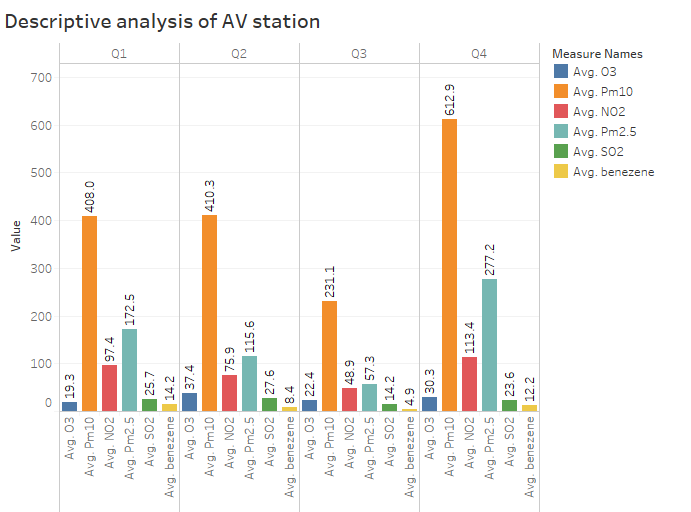 Descriptive analysis of AV station
Q1 Q2 Q3 Q4
Measure Names
Avg. O3
Avg. Pm10
Avg. NO2
Avg. Pm2.5
Avg. SO2
Avg. benezene
Value
700
600
500
400
300
200
100
0
19.3
408.0
97.4
172.5
25.7
14.2
37.4
410.3
75.9
115.6
27.6
8.4
22.4
231.1
48.9
57.3
14.2
4.9
30.3
612.9
113.4
277.2
23.6
12.2
Avg. O3
Avg. Pm10
Avg. NO2
Avg. Pm2.5
Avg. SO2
Avg. benezene
Avg. O3
Avg. Pm10
Avg. NO2
Avg. Pm2.5
Avg. SO2
Avg. benezene
Avg. O3
Avg. Pm10
Avg. NO2
Avg. Pm2.5
Avg. SO2
Avg. benezene
Avg. O3
Avg. Pm10
Avg. NO2
Avg. Pm2.5
Avg. SO2
Avg. benezene